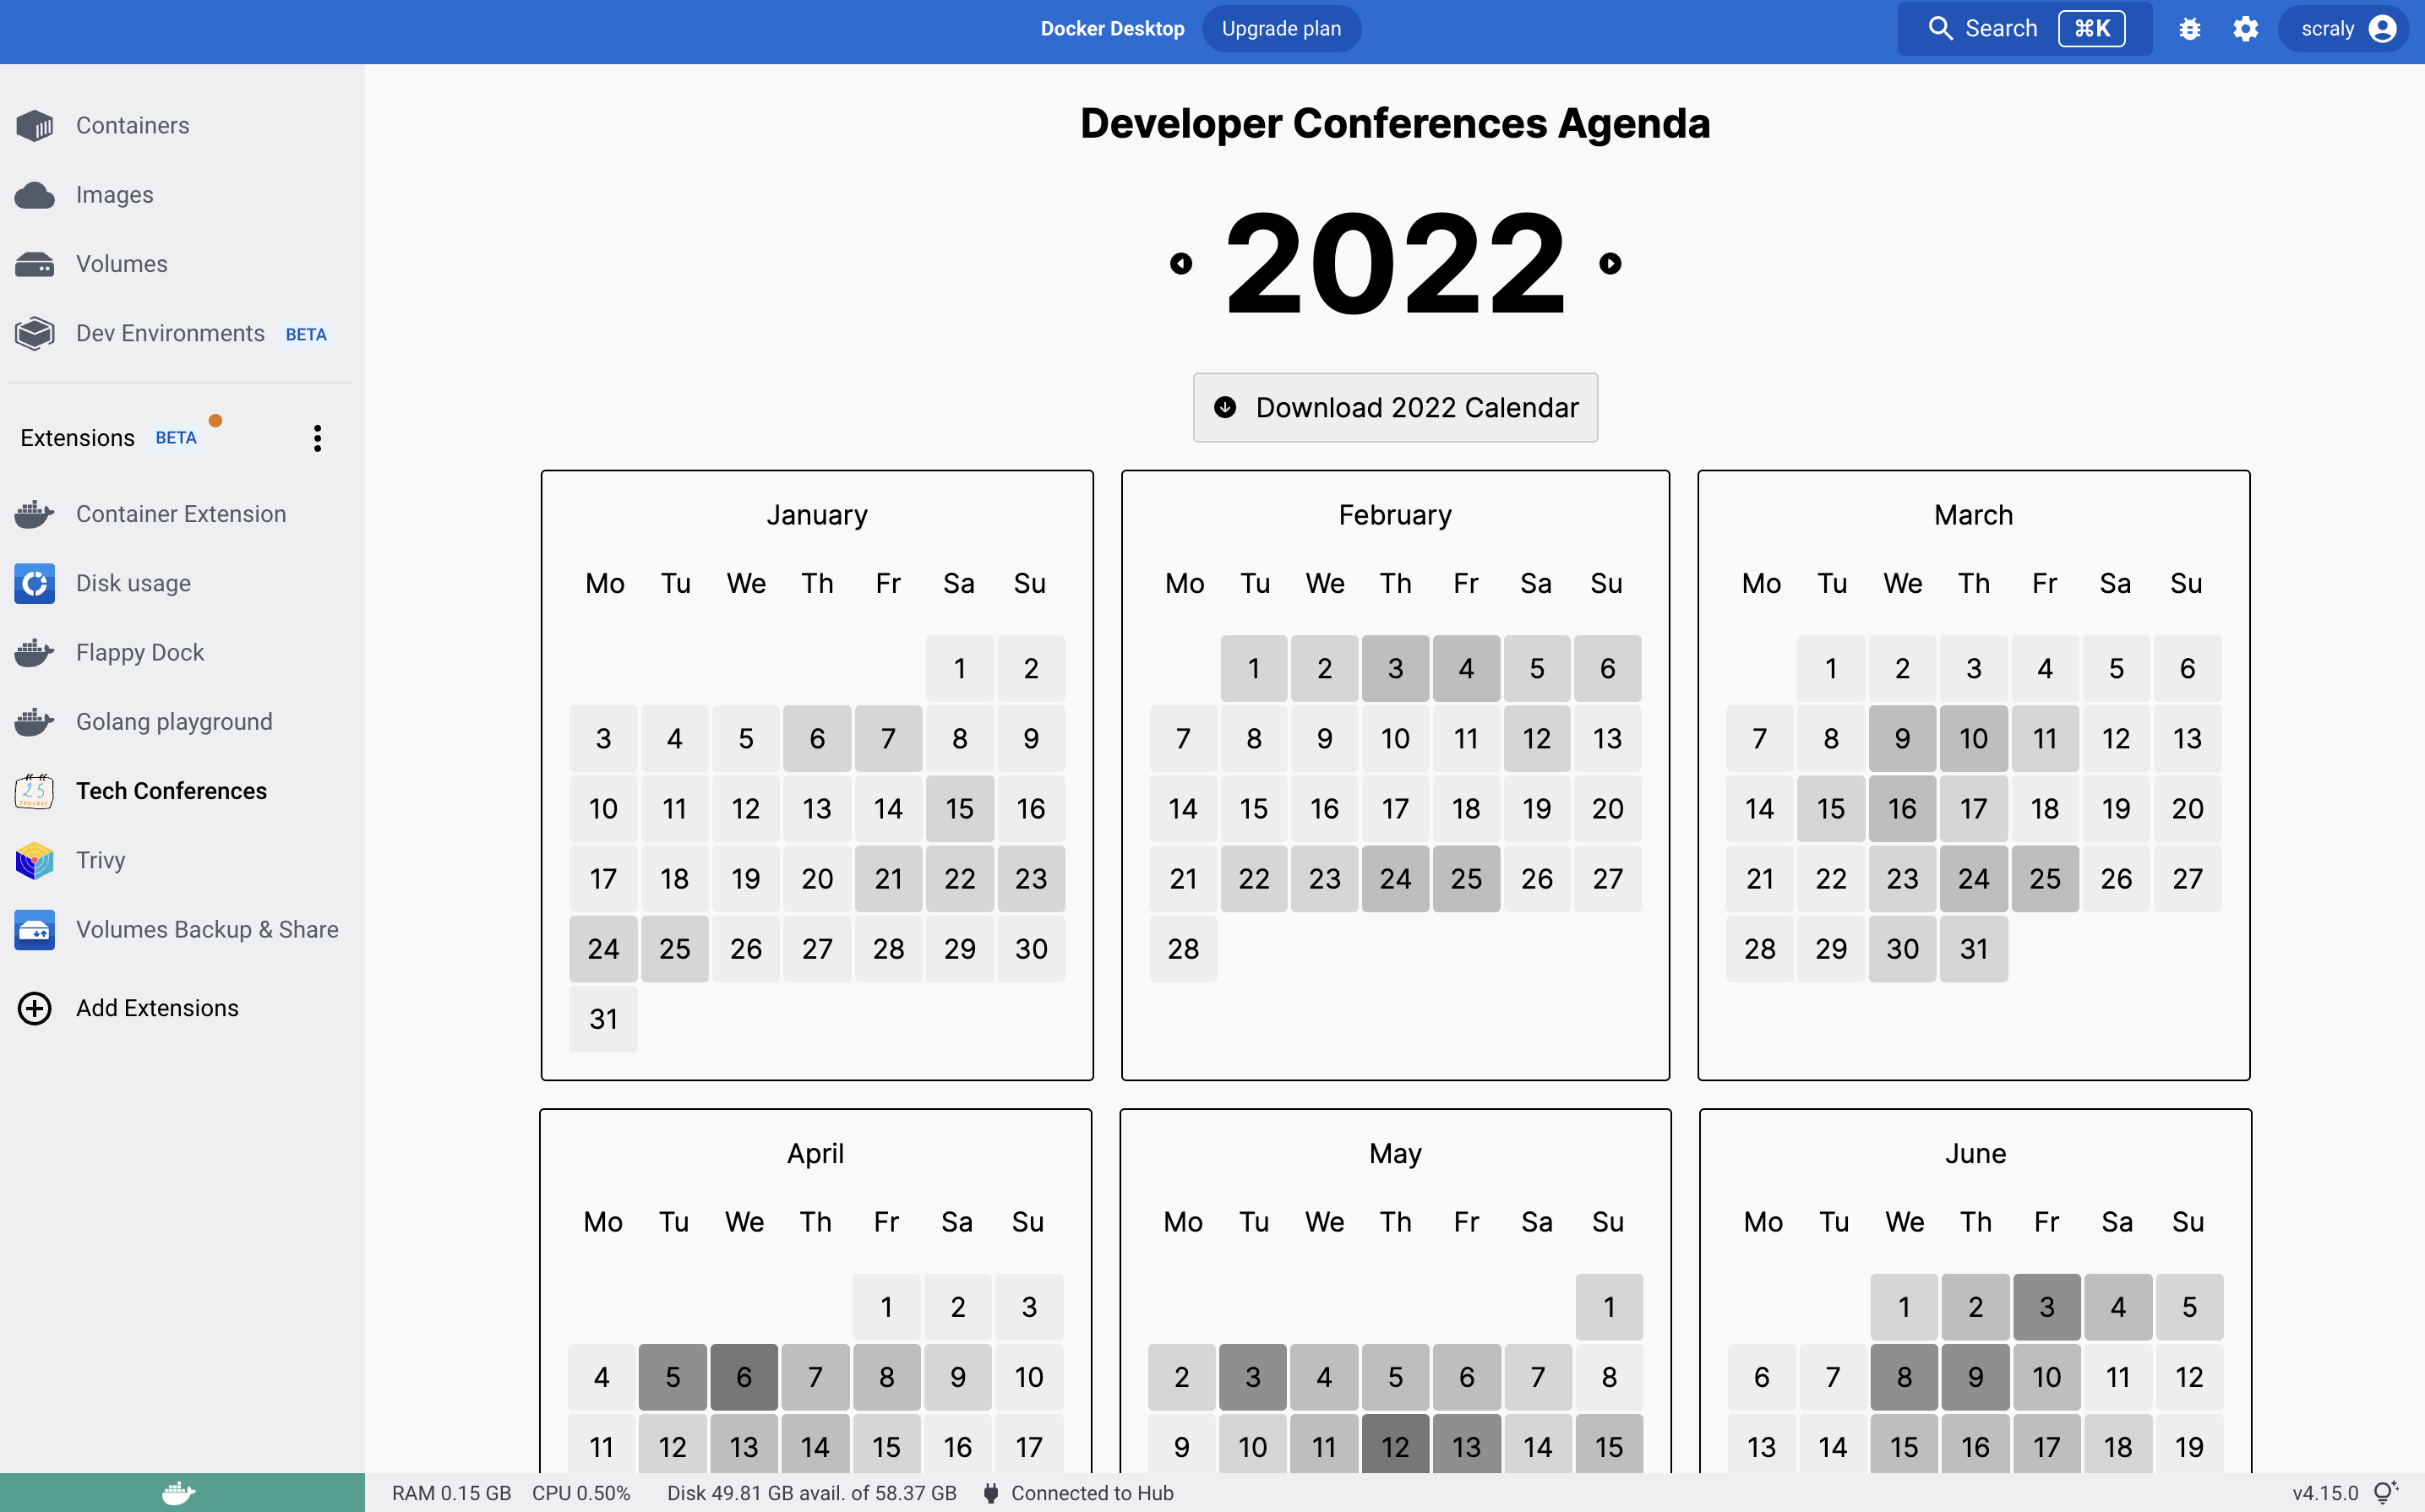 Docker Desktop Upgrade plan Search ⌘K scraly
Containers
Images
Volumes
Dev Environments BETA
Extensions BETA
Container Extension
Disk usage
Flappy Dock
Golang playground
25 JANUARY Tech Conferences
Trivy
Volumes Backup & Share
Add Extensions
Developer Conferences Agenda
2022
Download 2022 Calendar
January
Mo Tu We Th Fr Sa Su
1 2
3 4 5 6 7 8 9
10 11 12 13 14 15 16
17 18 19 20 21 22 23
24 25 26 27 28 29 30
31
February
Mo Tu We Th Fr Sa Su
1 2 3 4 5 6
7 8 9 10 11 12 13
14 15 16 17 18 19 20
21 22 23 24 25 26 27
28
March
Mo Tu We Th Fr Sa Su
1 2 3 4 5 6
7 8 9 10 11 12 13
14 15 16 17 18 19 20
21 22 23 24 25 26 27
28 29 30 31
April
Mo Tu We Th Fr Sa Su
1 2 3
4 5 6 7 8 9 10
11 12 13 14 15 16 17
May
Mo Tu We Th Fr Sa Su
1
2 3 4 5 6 7 8
9 10 11 12 13 14 15
June
Mo Tu We Th Fr Sa Su
1 2 3 4 5
6 7 8 9 10 11 12
13 14 15 16 17 18 19
RAM 0.15 GB CPU 0.50% Disk 49.81 GB avail. of 58.37 GB Connected to Hub v4.15.0